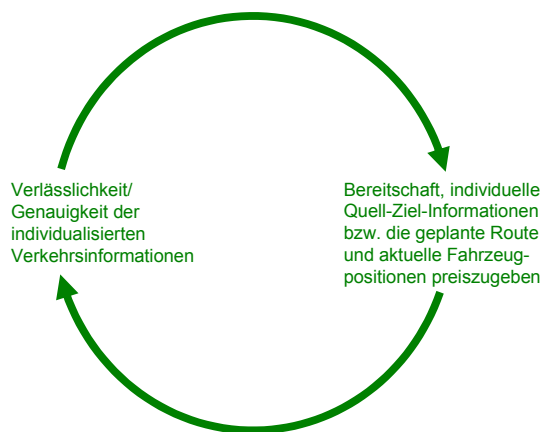 Verlässlichkeit/
Genauigkeit der
individualisierten
Verkehrsinformationen
Bereitschaft, individuelle
Quell-Ziel-Informationen
bzw. die geplante Route
und aktuelle Fahrzeug-
positionen preiszugeben